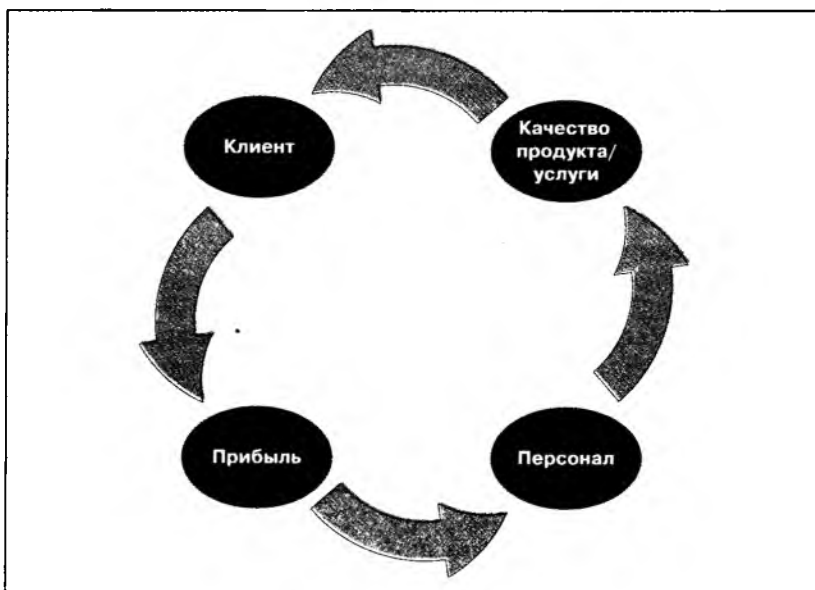 Клиент
Качество
продукта/
услуги
Прибыль
Персонал